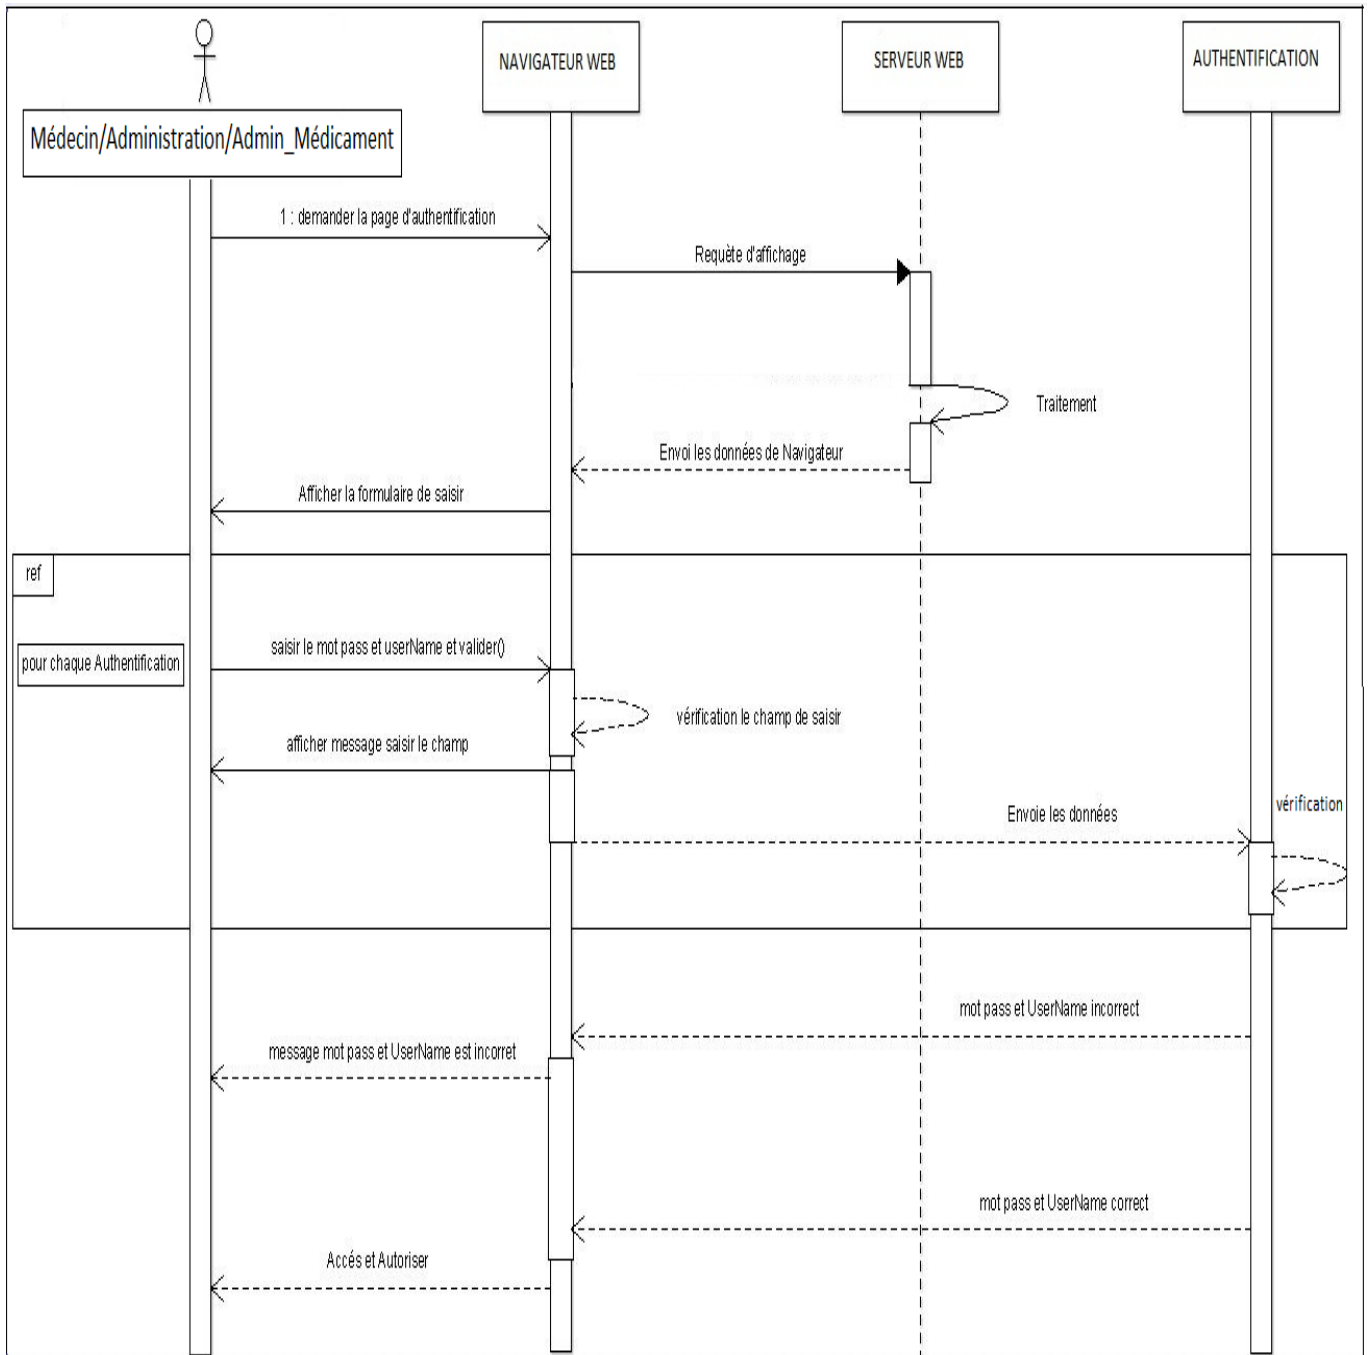 NAVIGATEUR WEB
SERVEUR WEB
AUTHENTIFICATION
Médecin/Administration/Admin_Médicament
1 : demander la page d'authentification
Requète d'affichage
Traitement
Envoi les données de Navigateur
Afficher la formulaire de saisir
ref
saisir le mot pass et userName et valider()
pour chaque Authentification
vérification le champ de saisir
afficher message saisir le champ
vérification
Envoie les données
mot pass et UserName incorrect
message mot pass et UserName est incorret
mot pass et UserName correct
Accés et Autoriser